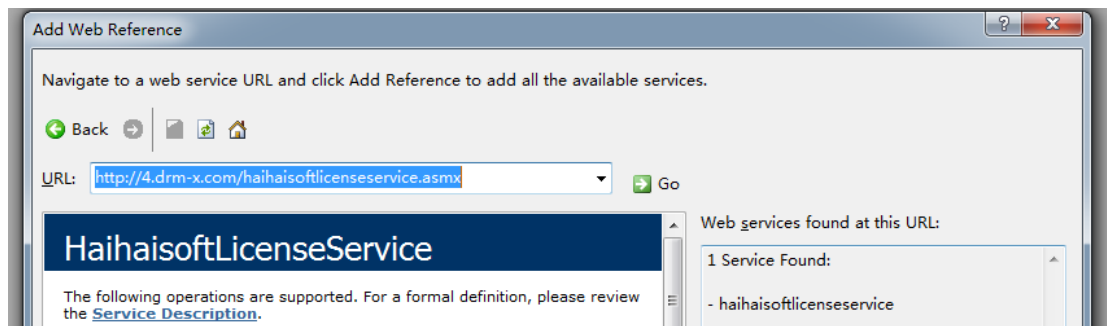 Add Web Reference
Navigate to a web service URL and click Add Reference to add all the available services.
Back
URL: http://4.drm-x.com/haihaisoftlicenseservice.asmx Go
HaihaisoftLicenseService
The following operations are supported. For a formal definition, please review
the Service Description.
Web services found at this URL:
1 Service Found:
- haihaisoftlicenseservice